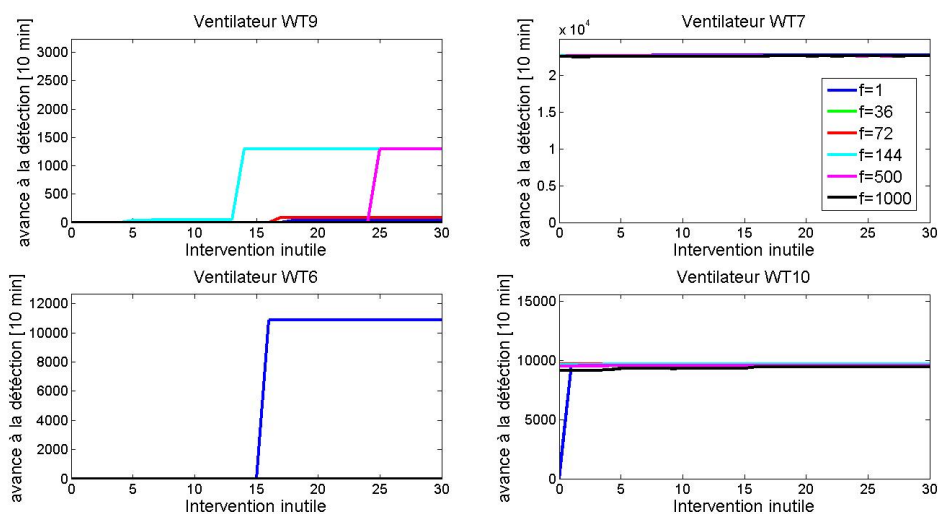 Ventilateur WT9
avance à la détéction [10 min]
3000
2500
2000
1500
1000
500
0
0 5 10 15 20 25 30
Intervention inutile
Ventilateur WT7
x 10^4
avance à la détéction [10 min]
2
1.5
1
0.5
0
f=1
f=36
f=72
f=144
f=500
f=1000
0 5 10 15 20 25 30
Intervention inutile
Ventilateur WT6
avance à la détéction [10 min]
12000
10000
8000
6000
4000
2000
0
0 5 10 15 20 25 30
Intervention inutile
Ventilateur WT10
avance à la détéction [10 min]
15000
10000
5000
0
0 5 10 15 20 25 30
Intervention inutile